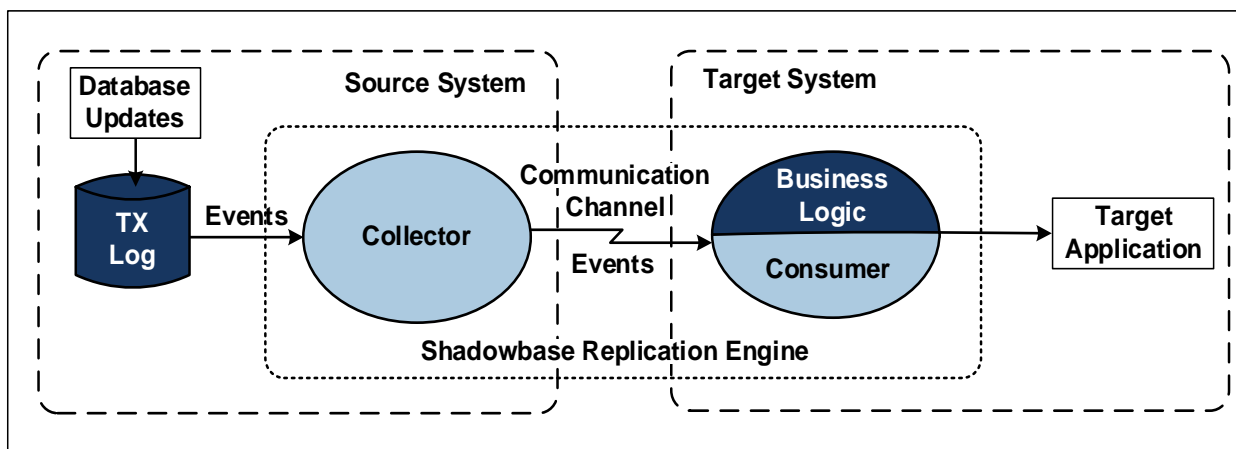 Source System
Target System
Database
Updates
TX
Log
Events
Collector
Communication
Channel
Events
Business
Logic
Consumer
Target
Application
Shadowbase Replication Engine